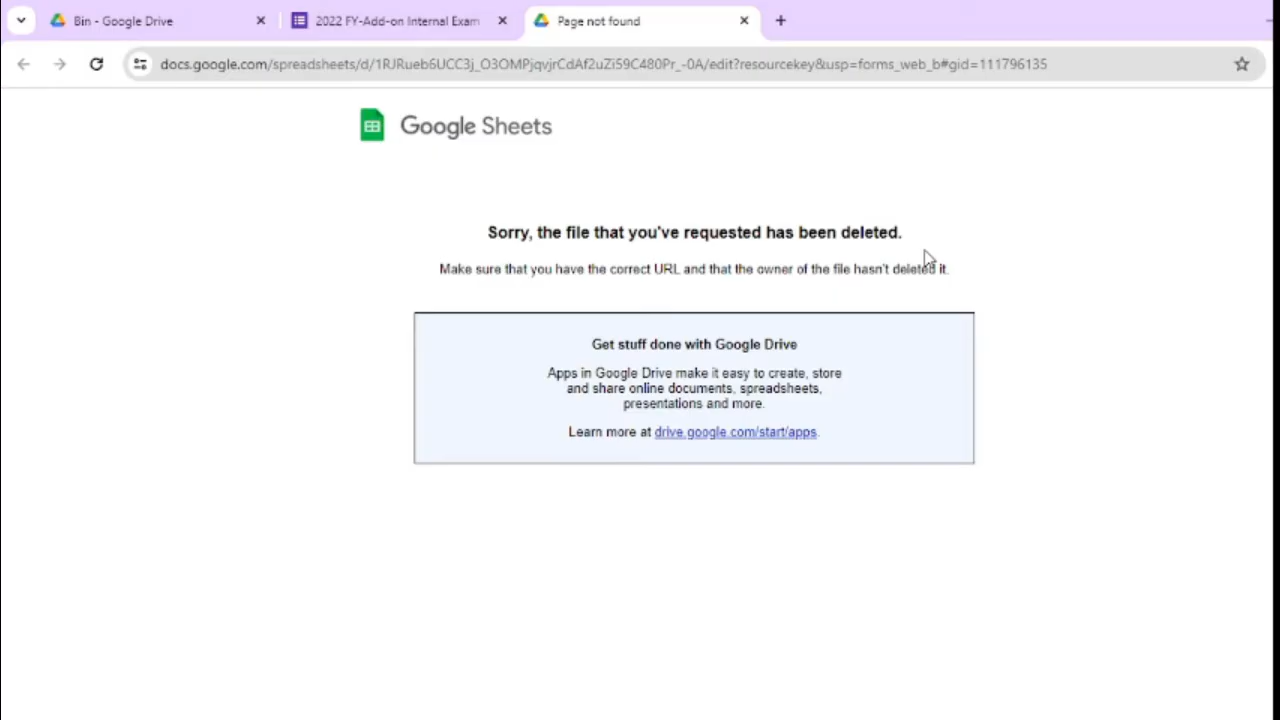 Bin - Google Drive
2022 FY-Add-on Internal Exam
Page not found
docs.google.com/spreadsheets/d/1RJRueb6UCC3j_O3OMPjqvjrCdAf2uZi59C480Pr_-0A/edit?resourcekey&usp=forms_web_b#gid=111796135
Google Sheets
Sorry, the file that you've requested has been deleted.
Make sure that you have the correct URL and that the owner of the file hasn't deleted it.
Get stuff done with Google Drive
Apps in Google Drive make it easy to create, store
and share online documents, spreadsheets,
presentations and more.
Learn more at drive.google.com/start/apps.